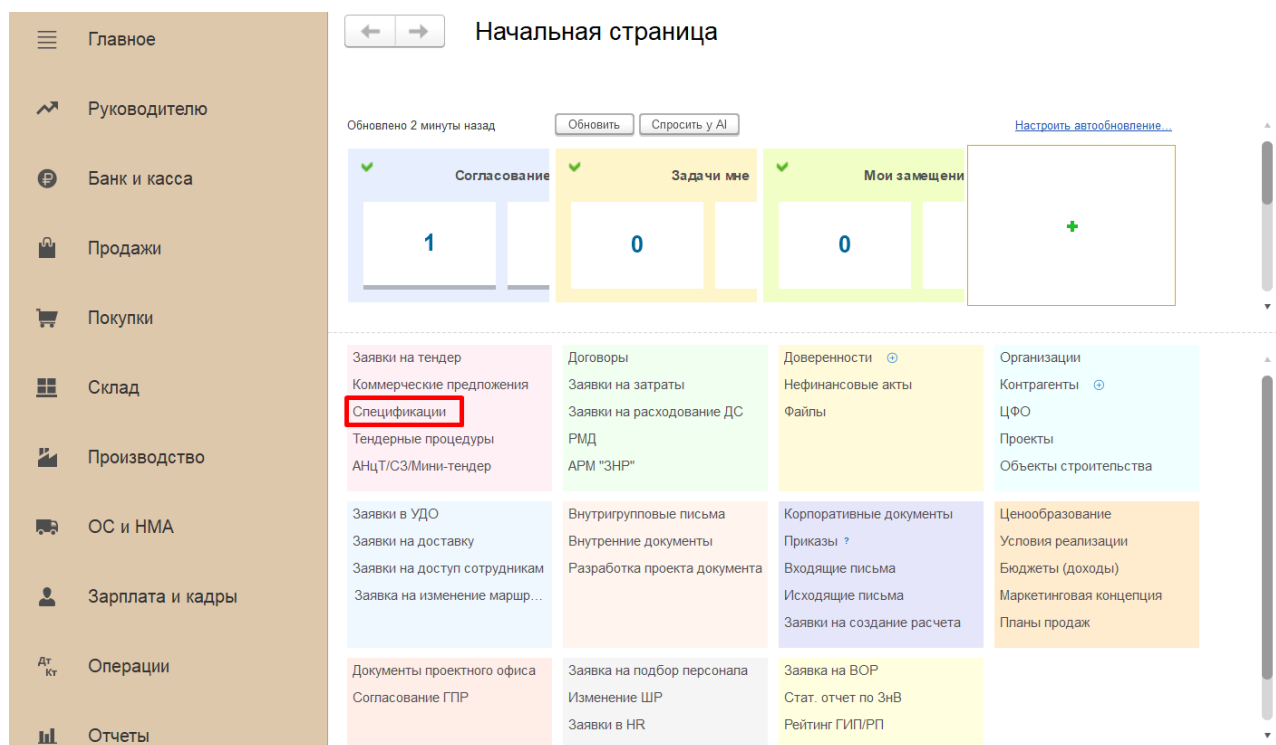 Главное
Руководителю
Банк и касса
Продажи
Покупки
Склад
Производство
ОС и НМА
Зарплата и кадры
Дт
Кт
Операции
Отчеты
Начальная страница
Обновлено 2 минуты назад
Обновить
Спросить у AI
Настроить автообновление...
Согласование
1
Задачи мне
0
Мои замещени
0
Заявки на тендер
Коммерческие предложения
Спецификации
Тендерные процедуры
АНцТ/СЗ/Мини-тендер
Договоры
Заявки на затраты
Заявки на расходование ДС
РМД
АРМ "ЗНР"
Доверенности
Нефинансовые акты
Файлы
Организации
Контрагенты
ЦФО
Проекты
Объекты строительства
Заявки в УДО
Заявки на доставку
Заявки на доступ сотрудникам
Заявка на изменение маршр...
Внутригрупповые письма
Внутренние документы
Разработка проекта документа
Корпоративные документы
Приказы ?
Входящие письма
Исходящие письма
Заявки на создание расчета
Ценообразование
Условия реализации
Бюджеты (доходы)
Маркетинговая концепция
Планы продаж
Документы проектного офиса
Согласование ГПР
Заявка на подбор персонала
Изменение ШР
Заявки в HR
Заявка на ВОР
Стат. отчет по ЗнВ
Рейтинг ГИП/РП